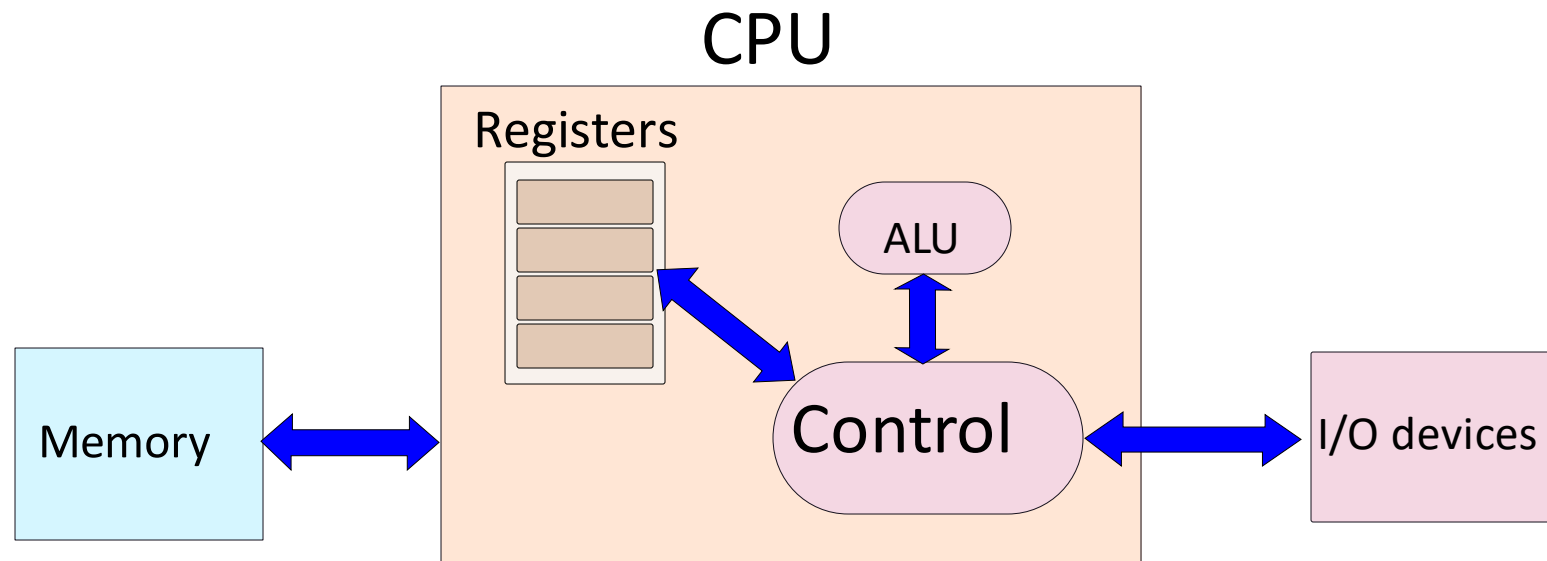 CPU
Registers
ALU
Memory
Control
I/O devices